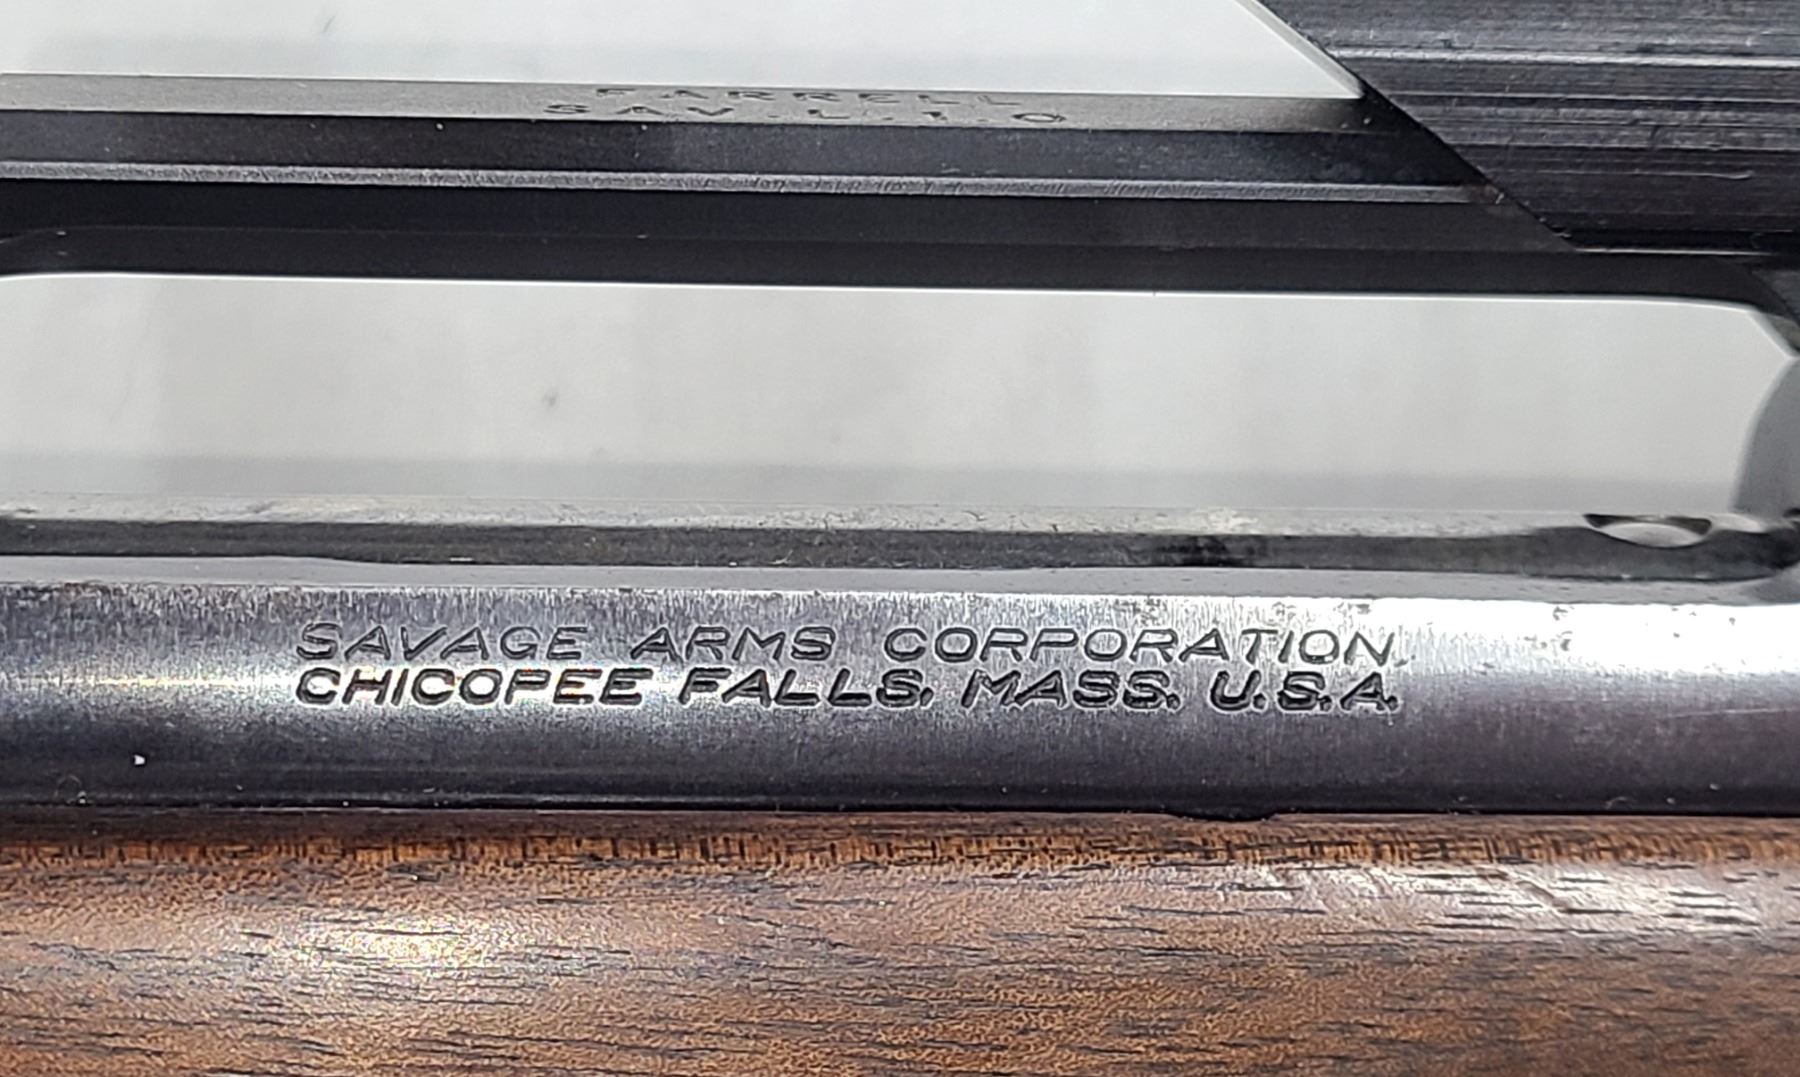 FARRELL
SAV.L.1.0
SAVAGE ARMS CORPORATION
CHICOPEE FALLS, MASS. U.S.A.